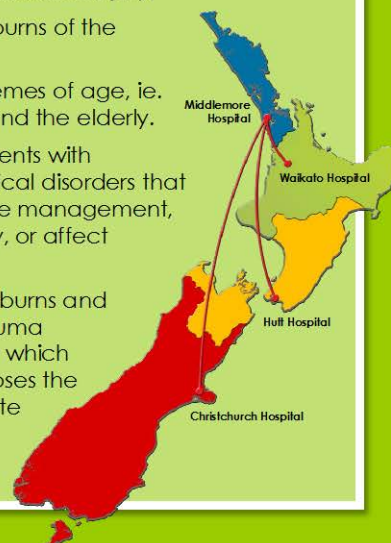 urns of the
emes of age, ie.
nd the elderly.
ents with
ical disorders that
e management,
y, or affect
burns and
uma
which
oses the
te
Middlemore
Hospital
Waikato Hospital
Hutt Hospital
Christchurch Hospital